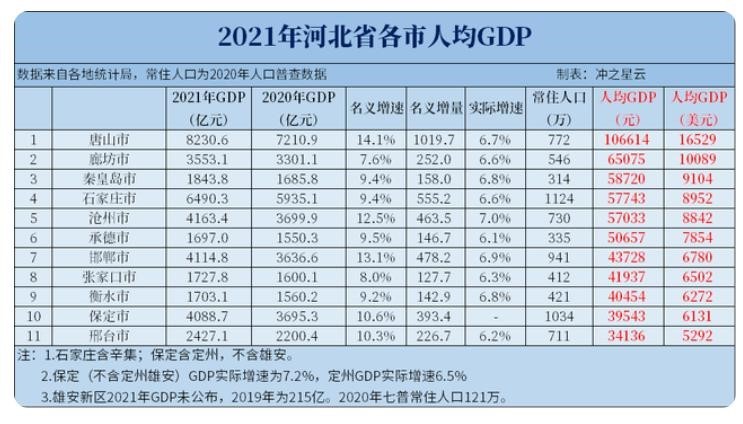 2021年河北省各市人均GDP
数据来自各地统计局，常住人口为2020年人口普查数据 制表：冲之星云
2021年GDP（亿元） 2020年GDP（亿元） 名义增速 名义增量 实际增速 常住人口（万） 人均GDP（元） 人均GDP（美元）
1 唐山市 8230.6 7210.9 14.1% 1019.7 6.7% 772 106614 16529
2 廊坊市 3553.1 3301.1 7.6% 252.0 6.6% 546 65075 10089
3 秦皇岛市 1843.8 1685.8 9.4% 158.0 6.8% 314 58720 9104
4 石家庄市 6490.3 5935.1 9.4% 555.2 6.6% 1124 57743 8952
5 沧州市 4163.4 3699.9 12.5% 463.5 7.0% 730 57033 8842
6 承德市 1697.0 1550.3 9.5% 146.7 6.1% 335 50657 7854
7 邯郸市 4114.8 3636.6 13.1% 478.2 6.9% 941 43728 6780
8 张家口市 1727.8 1600.1 8.0% 127.7 6.3% 412 41937 6502
9 衡水市 1703.1 1560.2 9.2% 142.9 6.8% 421 40454 6272
10 保定市 4088.7 3695.3 10.6% 393.4 - 1034 39543 6131
11 邢台市 2427.1 2200.4 10.3% 226.7 6.2% 711 34136 5292
注：1.石家庄含辛集；保定含定州，不含雄安。
2.保定（不含定州雄安）GDP实际增速为7.2%，定州GDP实际增速6.5%
3.雄安新区2021年GDP未公布，2019年为215亿。2020年七普常住人口121万。